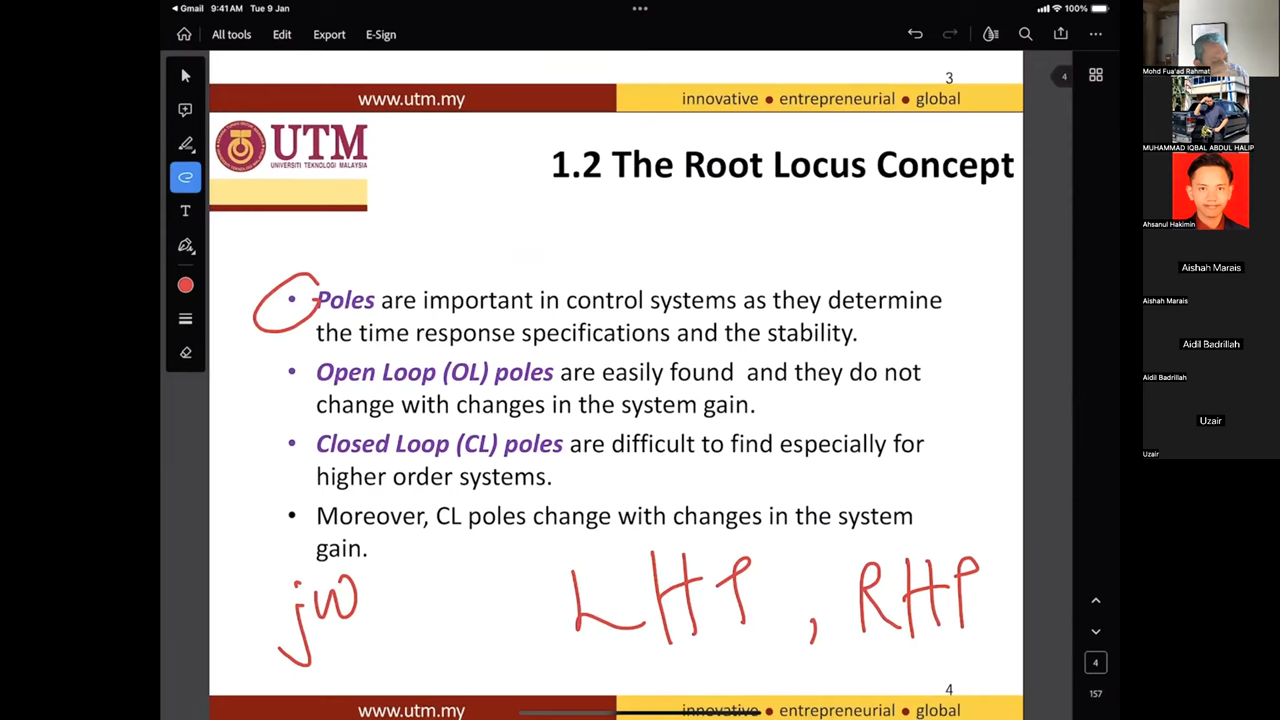 Gmail 9:41AM Tue 9 Jan
100%
All tools Edit Export E-Sign
3
4
www.utm.my
innovative ● entrepreneurial ● global
UTM
UNIVERSITI TEKNOLOGI MALAYSIA
1.2 The Root Locus Concept
• Poles are important in control systems as they determine
the time response specifications and the stability.
• Open Loop (OL) poles are easily found and they do not
change with changes in the system gain.
• Closed Loop (CL) poles are difficult to find especially for
higher order systems.
• Moreover, CL poles change with changes in the system
gain.
jω LHP , RHP
4
www.utm.my
innovative ● entrepreneurial ● global
T
4
157
Mohd Fua'ad Rahmat
MUHAMMAD IQBAL ABDUL HALIP
Ahsanul Hakimin
Aishah Marais
Aishah Marais
Aidil Badrillah
Aidil Badrillah
Uzair
Uzair